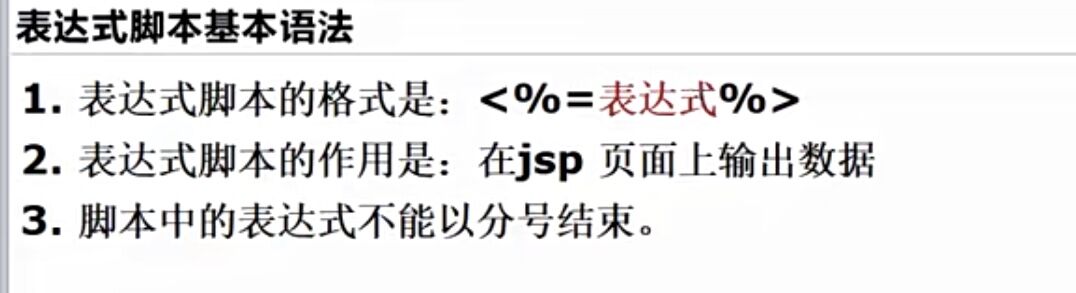 表达式脚本基本语法
1. 表达式脚本的格式是：<%=表达式%>
2. 表达式脚本的作用是：在jsp 页面上输出数据
3. 脚本中的表达式不能以分号结束。